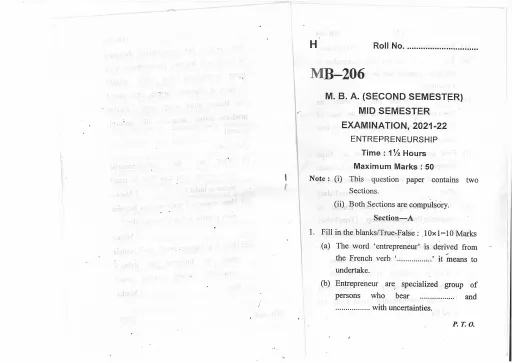 H Roll No. ..............................
MB–206
M. B. A. (SECOND SEMESTER)
MID SEMESTER
EXAMINATION, 2021-22
ENTREPRENEURSHIP
Time : 1½ Hours
Maximum Marks : 50
Note : (i) This question paper contains two
Sections.
(ii) Both Sections are compulsory.
Section—A
1. Fill in the blanks/True-False : 10×1=10 Marks
(a) The word ‘entrepreneur’ is derived from
the French verb ‘.................’ it means to
undertake.
(b) Entrepreneur are specialized group of
persons who bear ................. and
................. with uncertainties.
P. T. O.